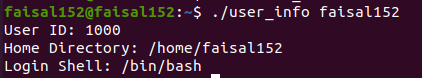 faisal152@faisal152:~$ ./user_info faisal152
User ID: 1000
Home Directory: /home/faisal152
Login Shell: /bin/bash